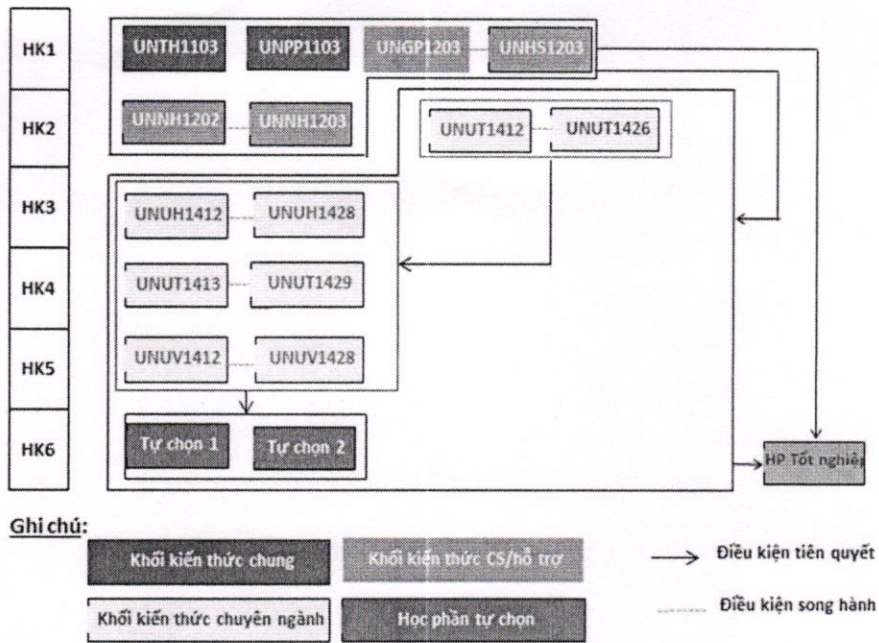 HK1
UNTH1103
UNPP1103
UNGP1203
UNHS1203
HK2
UNNH1202
UNNH1203
UNUT1412
UNUT1426
HK3
UNUH1412
UNUH1428
HK4
UNUT1413
UNUT1429
HK5
UNUV1412
UNUV1428
HK6
Tự chọn 1
Tự chọn 2
HP Tốt nghiệp
Ghi chú:
Khối kiến thức chung
Khối kiến thức CS/hỗ trợ
Điều kiện tiên quyết
Khối kiến thức chuyên ngành
Học phần tự chọn
Điều kiện song hành